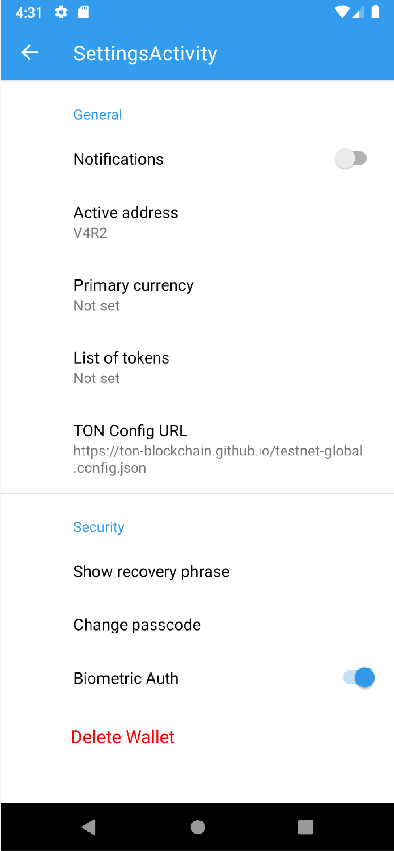 4:31
SettingsActivity
General
Notifications
Active address
V4R2
Primary currency
Not set
List of tokens
Not set
TON Config URL
https://ton-blockchain.github.io/testnet-global
.config.json
Security
Show recovery phrase
Change passcode
Biometric Auth
Delete Wallet